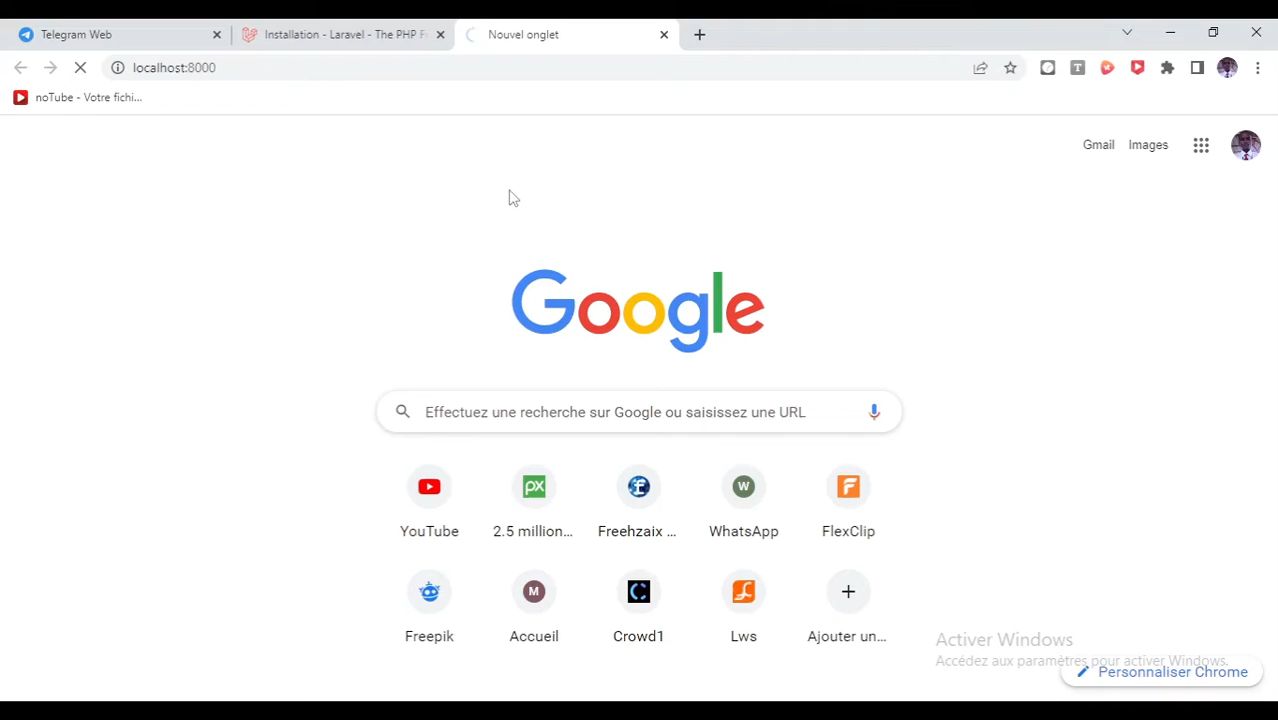 Telegram Web
Installation - Laravel - The PHP F
Nouvel onglet
localhost:8000
noTube - Votre fichi...
Gmail
Images
Google
Effectuez une recherche sur Google ou saisissez une URL
px
W
YouTube
2.5 million...
Freehzaix ...
WhatsApp
FlexClip
M
Freepik
Accueil
Crowd1
Lws
Ajouter un...
Activer Windows
Accédez aux paramètres pour activer Windows.
Personnaliser Chrome